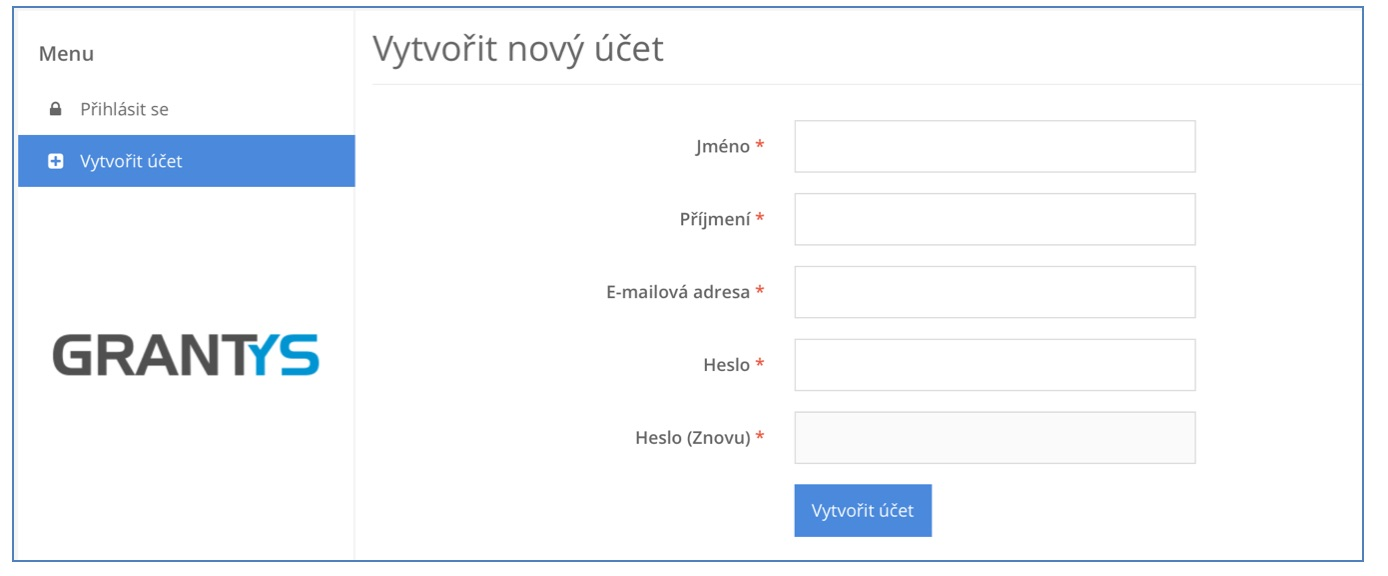 Menu
Přihlásit se
Vytvořit účet
GRANTYS
Vytvořit nový účet
Jméno *
Příjmení *
E-mailová adresa *
Heslo *
Heslo (Znovu) *
Vytvořit účet